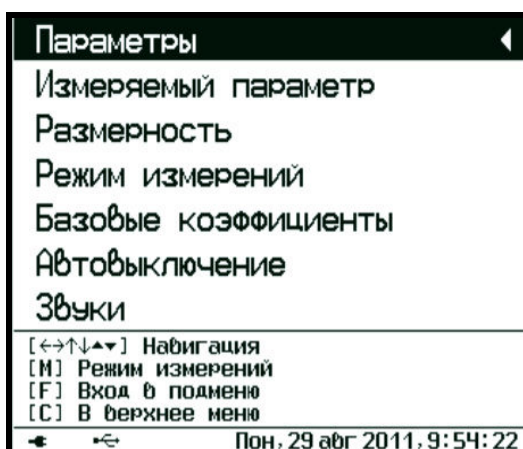 Параметры
Измеряемый параметр
Размерность
Режим измерений
Базовые коэффициенты
Автовыключение
Звуки
[←→↑↓▲▼] Навигация
[M] Режим измерений
[F] Вход в подменю
[C] В верхнее меню
Пон, 29 авг 2011, 9:54:22